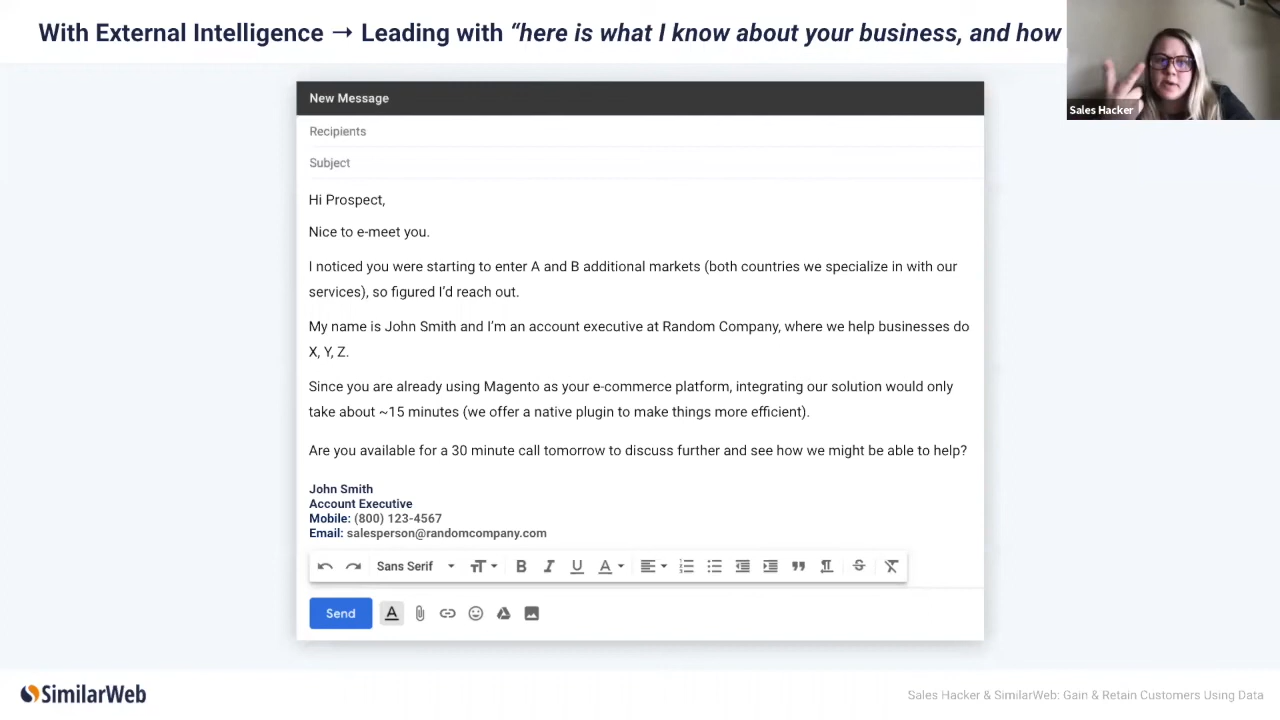 With External Intelligence → Leading with “here is what I know about your business, and how
Sales Hacker
New Message
Recipients
Subject
Hi Prospect,
Nice to e-meet you.
I noticed you were starting to enter A and B additional markets (both countries we specialize in with our
services), so figured I’d reach out.
My name is John Smith and I’m an account executive at Random Company, where we help businesses do
X, Y, Z.
Since you are already using Magento as your e-commerce platform, integrating our solution would only
take about ~15 minutes (we offer a native plugin to make things more efficient).
Are you available for a 30 minute call tomorrow to discuss further and see how we might be able to help?
John Smith
Account Executive
Mobile: (800) 123-4567
Email: salesperson@randomcompany.com
Sans Serif
Send
SimilarWeb
Sales Hacker & SimilarWeb: Gain & Retain Customers Using Data